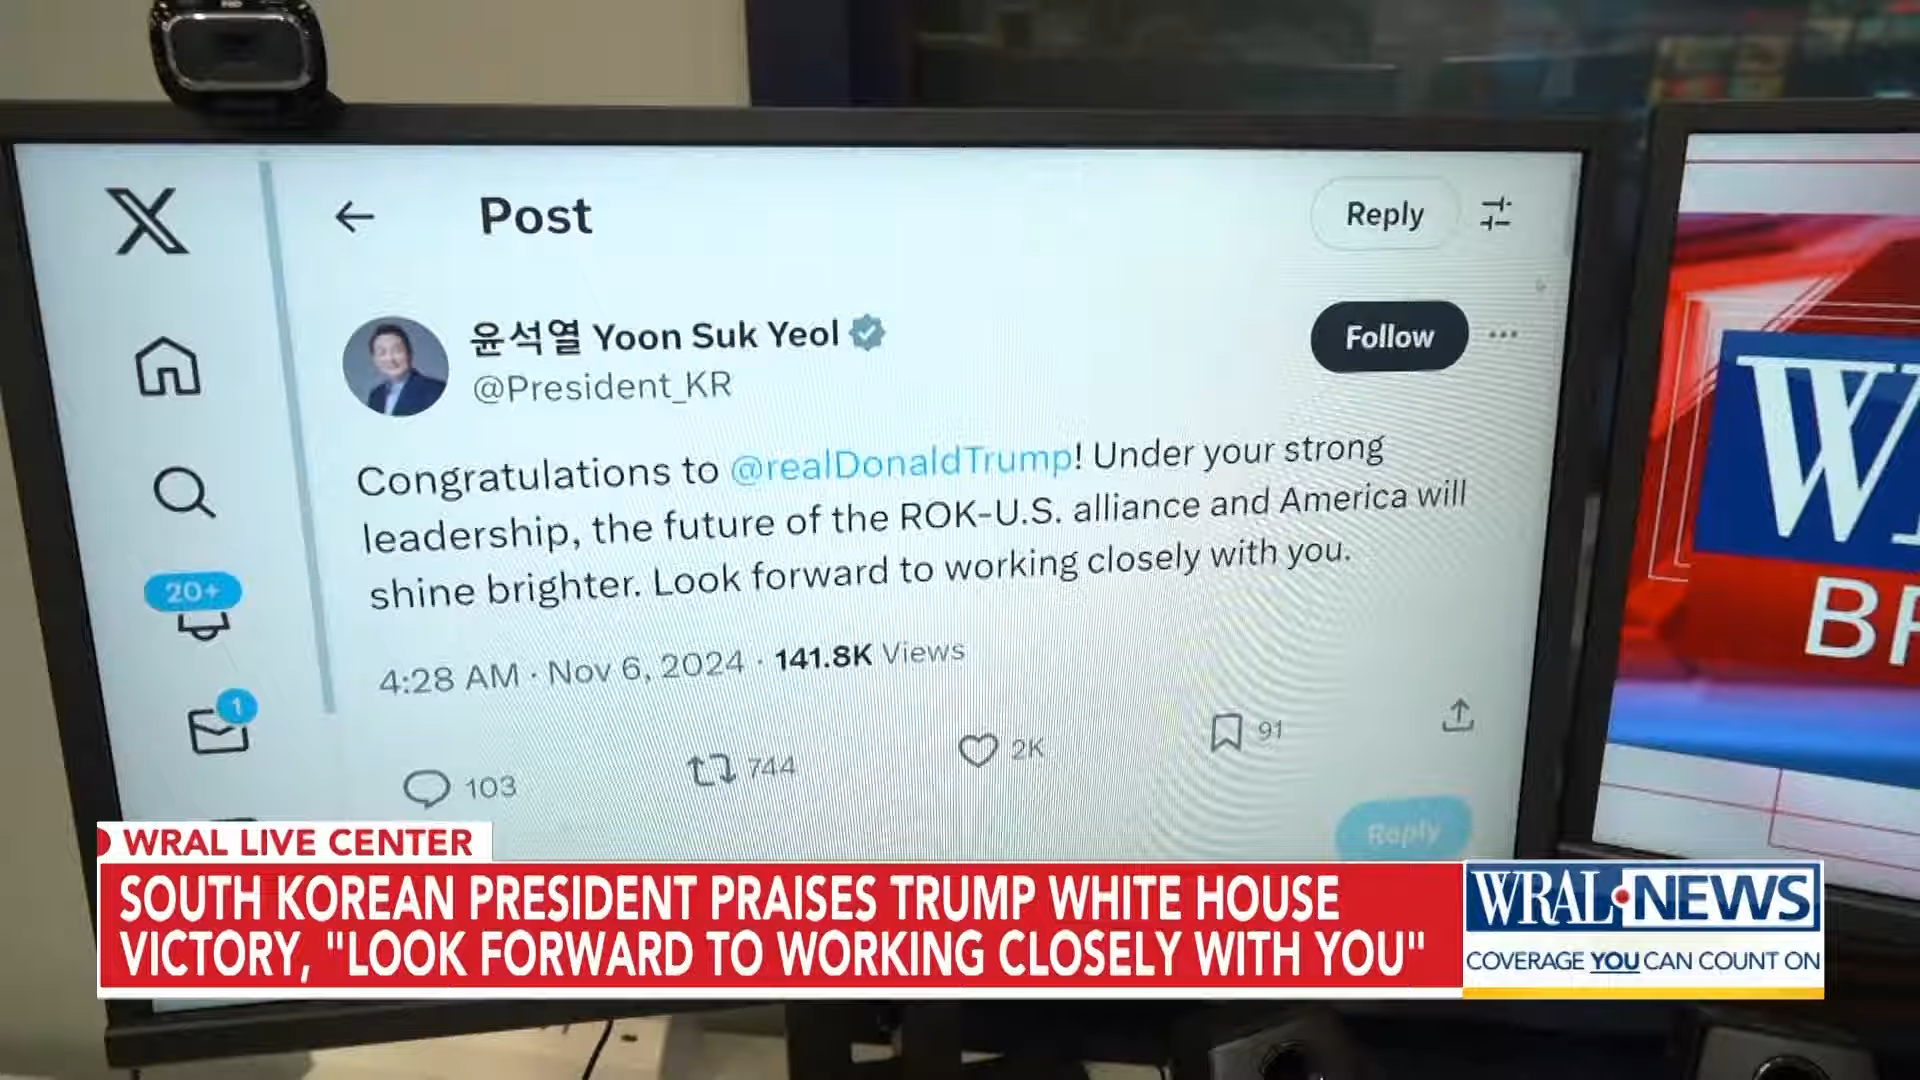 HD
Post
Reply
윤석열 Yoon Suk Yeol
@President_KR
Follow
Congratulations to @realDonaldTrump! Under your strong
leadership, the future of the ROK-U.S. alliance and America will
shine brighter. Look forward to working closely with you.
4:28 AM · Nov 6, 2024 · 141.8K Views
103
744
2K
91
20+
1
Reply
WRAL LIVE CENTER
SOUTH KOREAN PRESIDENT PRAISES TRUMP WHITE HOUSE
VICTORY, "LOOK FORWARD TO WORKING CLOSELY WITH YOU"
WRAL NEWS
COVERAGE YOU CAN COUNT ON